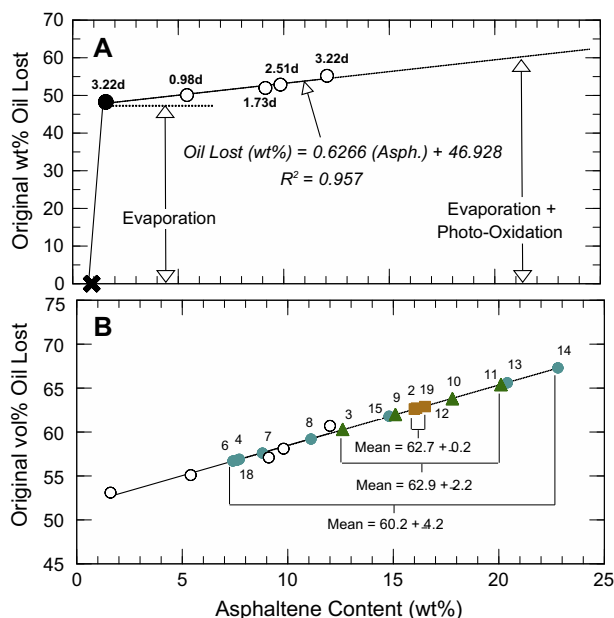 A
70
60
50
40
30
20
10
0
Original wt% Oil Lost
3.22d
0.98d
1.73d
2.51d
3.22d
Oil Lost (wt%) = 0.6266 (Asph.) + 46.928
R² = 0.957
Evaporation
Evaporation +
Photo-Oxidation
B
75
70
65
60
55
50
45
Original vol% Oil Lost
6 4
18
7
8
3
15
9
2 19
12
10
11
13
14
Mean = 62.7 + 0.2
Mean = 62.9 + 2.2
Mean = 60.2 + 4.2
0 5 10 15 20 25
Asphaltene Content (wt%)